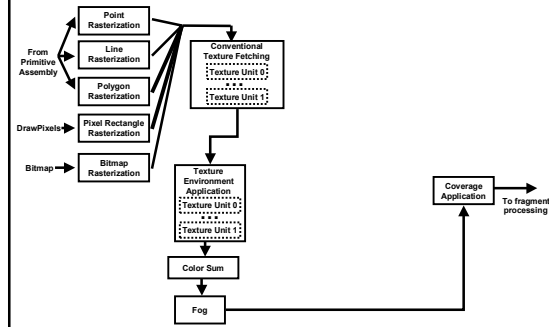 Point
Rasterization
Line
Rasterization
From
Primitive
Assembly
Polygon
Rasterization
DrawPixels
Pixel Rectangle
Rasterization
Bitmap
Bitmap
Rasterization
Conventional
Texture Fetching
Texture Unit 0
Texture Unit 1
Texture
Environment
Application
Texture Unit 0
Texture Unit 1
Color Sum
Fog
Coverage
Application
To fragment
processing